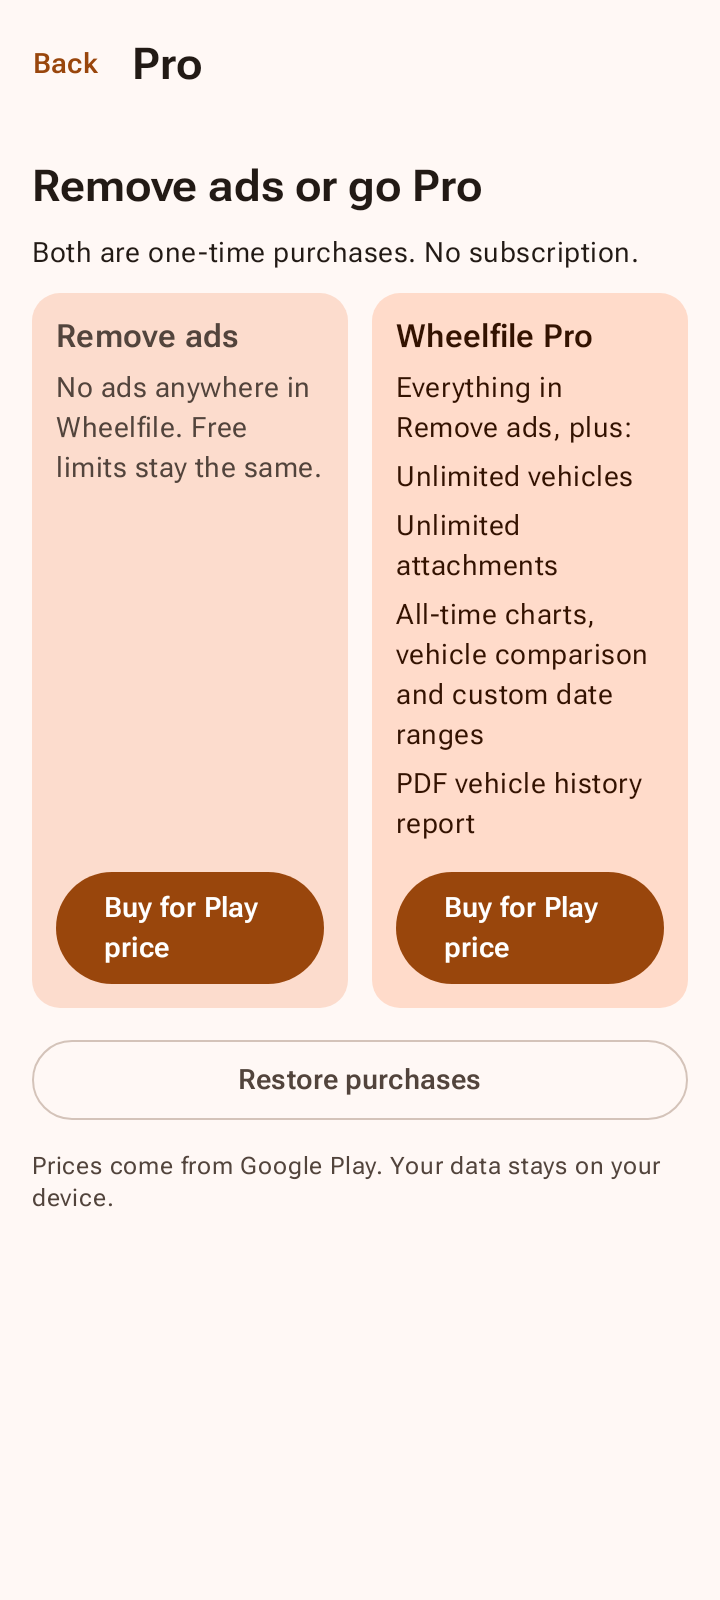 Back
Pro
Remove ads or go Pro
Both are one-time purchases. No subscription.
Remove ads
No ads anywhere in
Wheelfile. Free
limits stay the same.
Buy for Play
price
Wheelfile Pro
Everything in
Remove ads, plus:
Unlimited vehicles
Unlimited
attachments
All-time charts,
vehicle comparison
and custom date
ranges
PDF vehicle history
report
Buy for Play
price
Restore purchases
Prices come from Google Play. Your data stays on your
device.